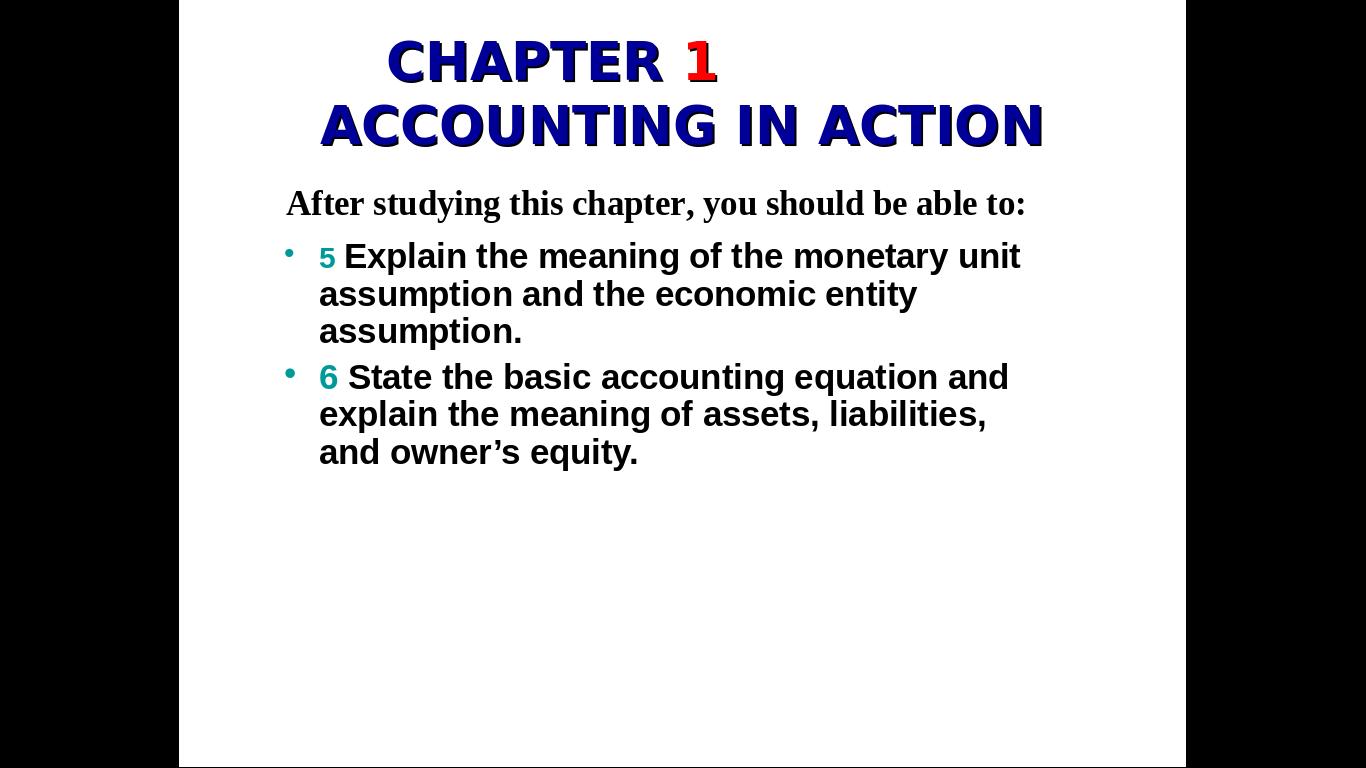 CHAPTER 1
ACCOUNTING IN ACTION
After studying this chapter, you should be able to:
• 5 Explain the meaning of the monetary unit
assumption and the economic entity
assumption.
• 6 State the basic accounting equation and
explain the meaning of assets, liabilities,
and owner’s equity.